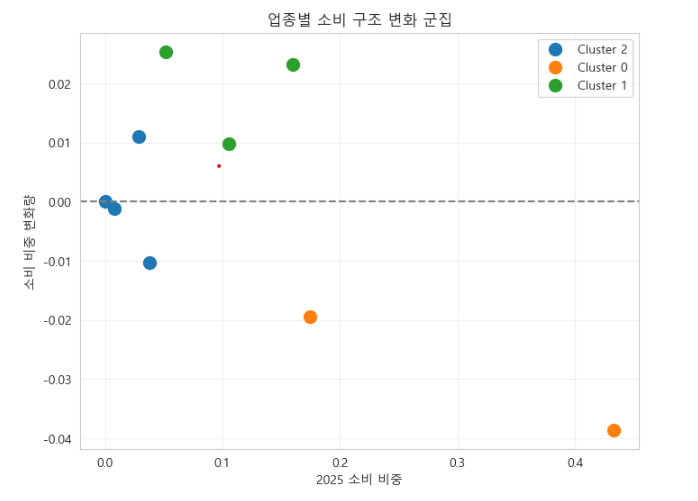 업종별 소비 구조 변화 군집
Cluster 2
Cluster 0
Cluster 1
소비 비중 변화량
0.02
0.01
0.00
-0.01
-0.02
-0.03
-0.04
0.0 0.1 0.2 0.3 0.4
2025 소비 비중